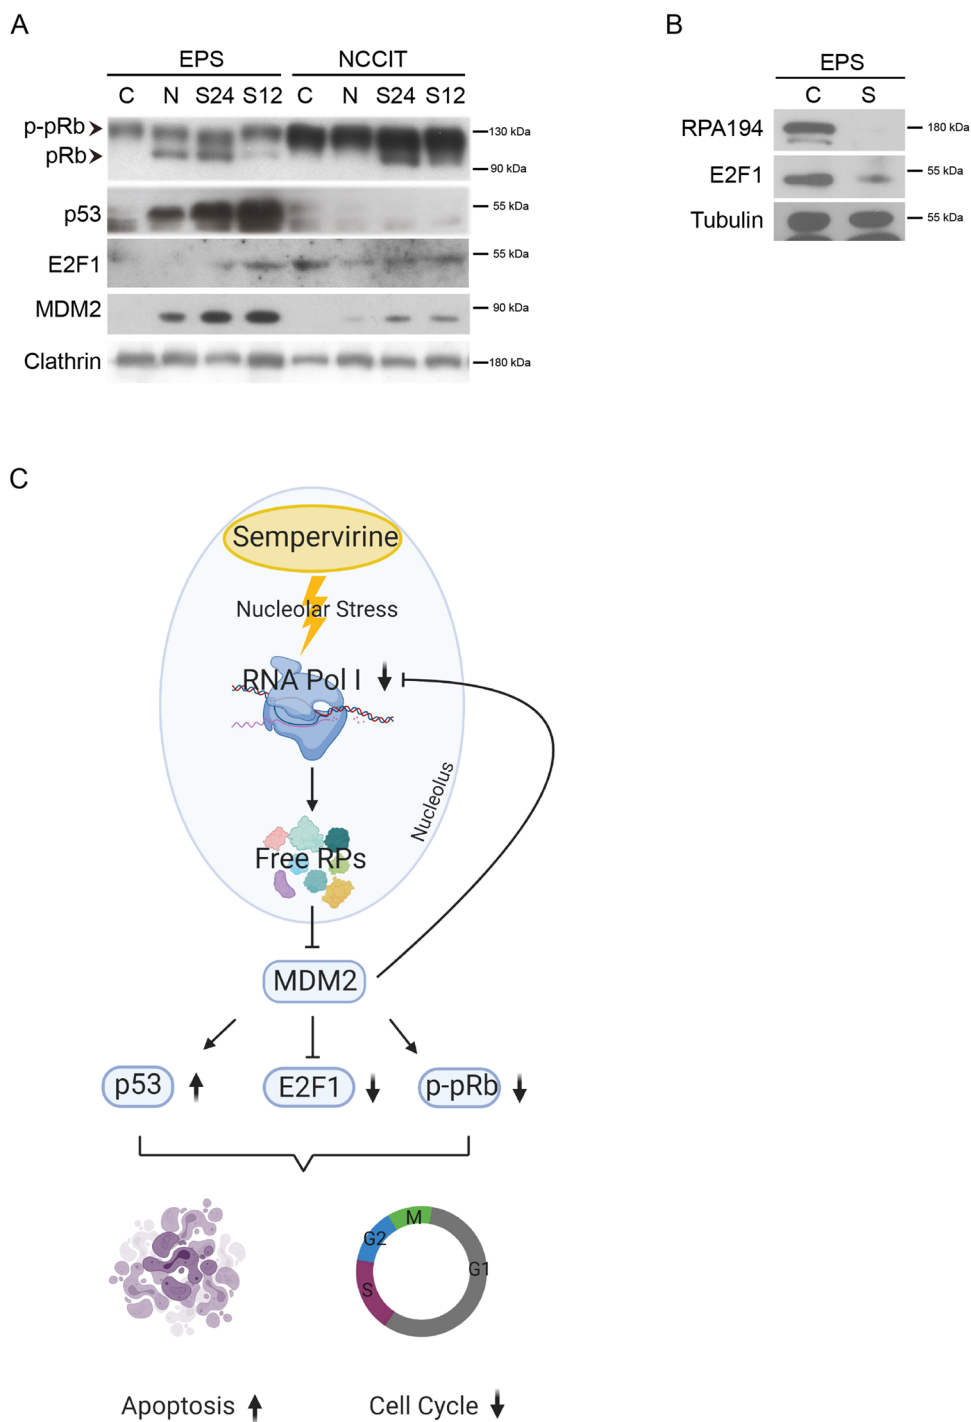 A
EPS NCCIT
C N S24 S12 C N S24 S12
p-pRb
130 kDa
pRb
90 kDa
p53
55 kDa
E2F1
55 kDa
MDM2
90 kDa
Clathrin
180 kDa
B
EPS
C S
RPA194
180 kDa
E2F1
55 kDa
Tubulin
55 kDa
C
Sempervirine
Nucleolar Stress
RNA Pol I
Nucleolus
Free RPs
MDM2
p53 E2F1 p-pRb
M
G2
G1
S
Apoptosis Cell Cycle